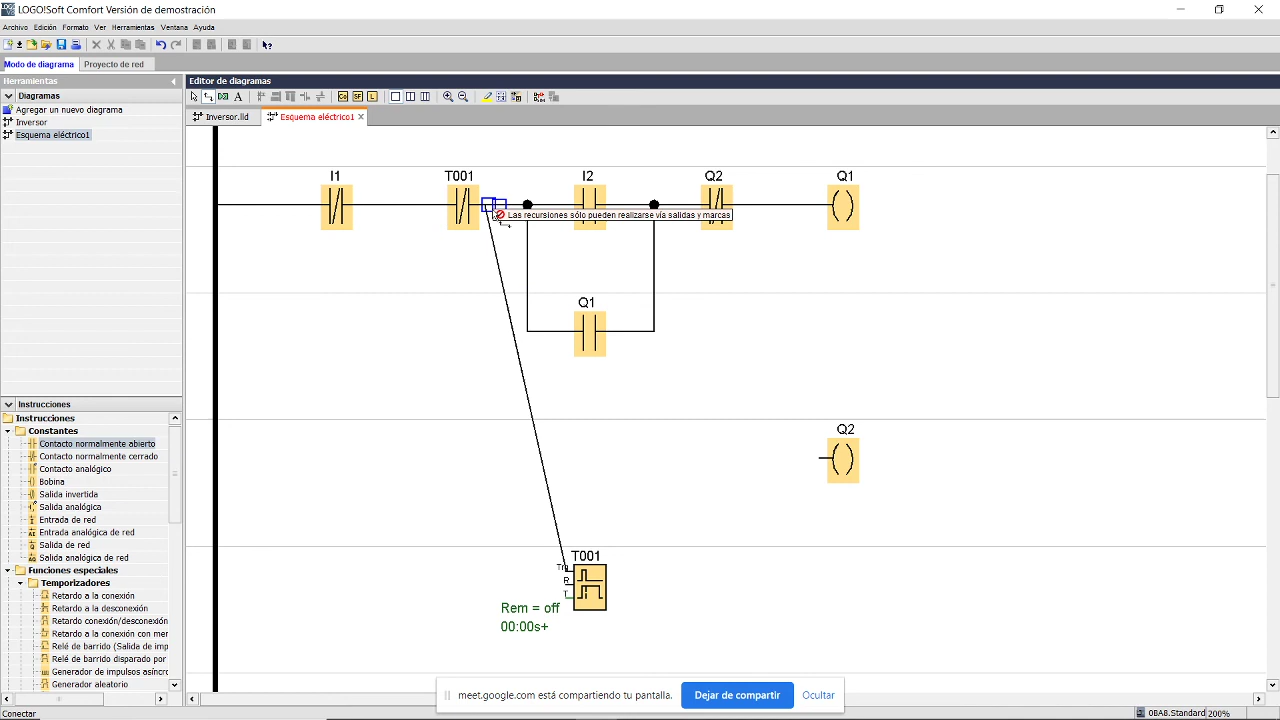 LOGO!Soft Comfort Versión de demostración
Archivo Edición Formato Ver Herramientas Ventana Ayuda
Modo de diagrama Proyecto de red
Herramientas
Diagramas
Agregar un nuevo diagrama
Inversor
Esquema eléctrico1
Instrucciones
Instrucciones
Constantes
Contacto normalmente abierto
Contacto normalmente cerrado
Contacto analógico
Bobina
Salida invertida
Salida analógica
Entrada de red
Entrada analógica de red
Salida de red
Salida analógica de red
Funciones especiales
Temporizadores
Retardo a la conexión
Retardo a la desconexión
Retardo conexión/desconexión
Retardo a la conexión con mer
Relé de barrido (Salida de imp
Relé de barrido disparado por
Generador de impulsos asíncr
Generador aleatorio
Conectar
Editor de diagramas
A Co SF L
Inversor.lld Esquema eléctrico1
I1 T001 I2 Q2 Q1
Las recursiones sólo pueden realizarse vía salidas y marcas
Q1
Q2
T001
R
T
Rem = off
00:00s+
meet.google.com está compartiendo tu pantalla. Dejar de compartir Ocultar
0BA8.Standard 200%